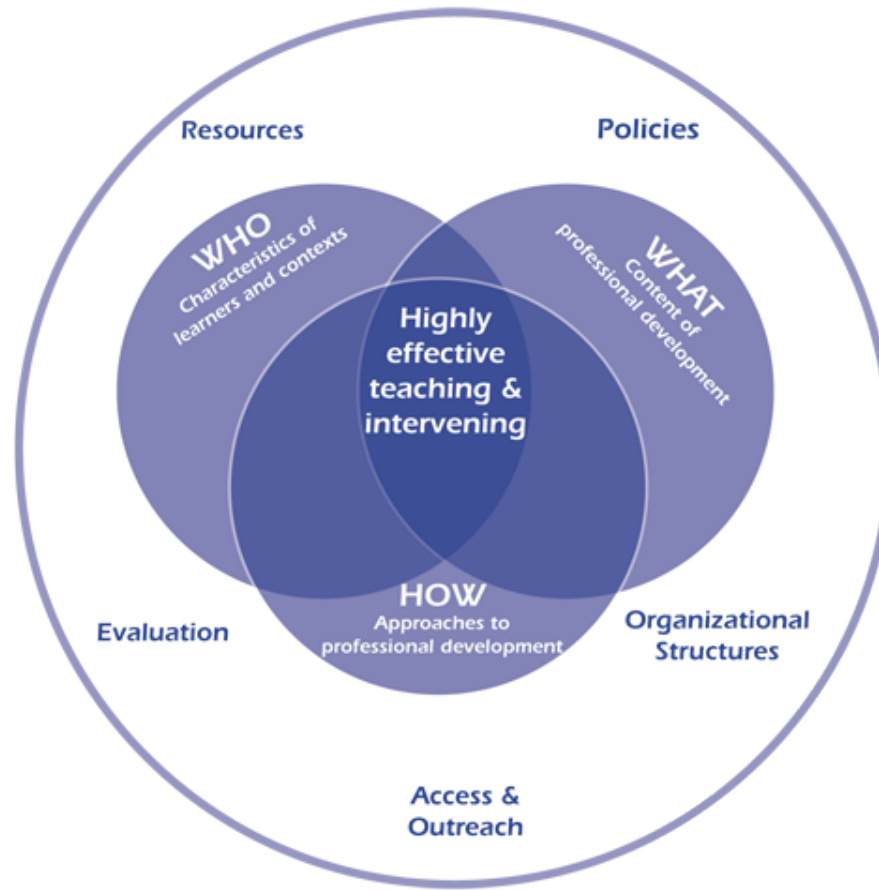 Resources
Policies
WHO
Characteristics of
learners and contexts
WHAT
Content of
professional development
Highly
effective
teaching &
intervening
HOW
Approaches to
professional development
Evaluation
Organizational
Structures
Access &
Outreach